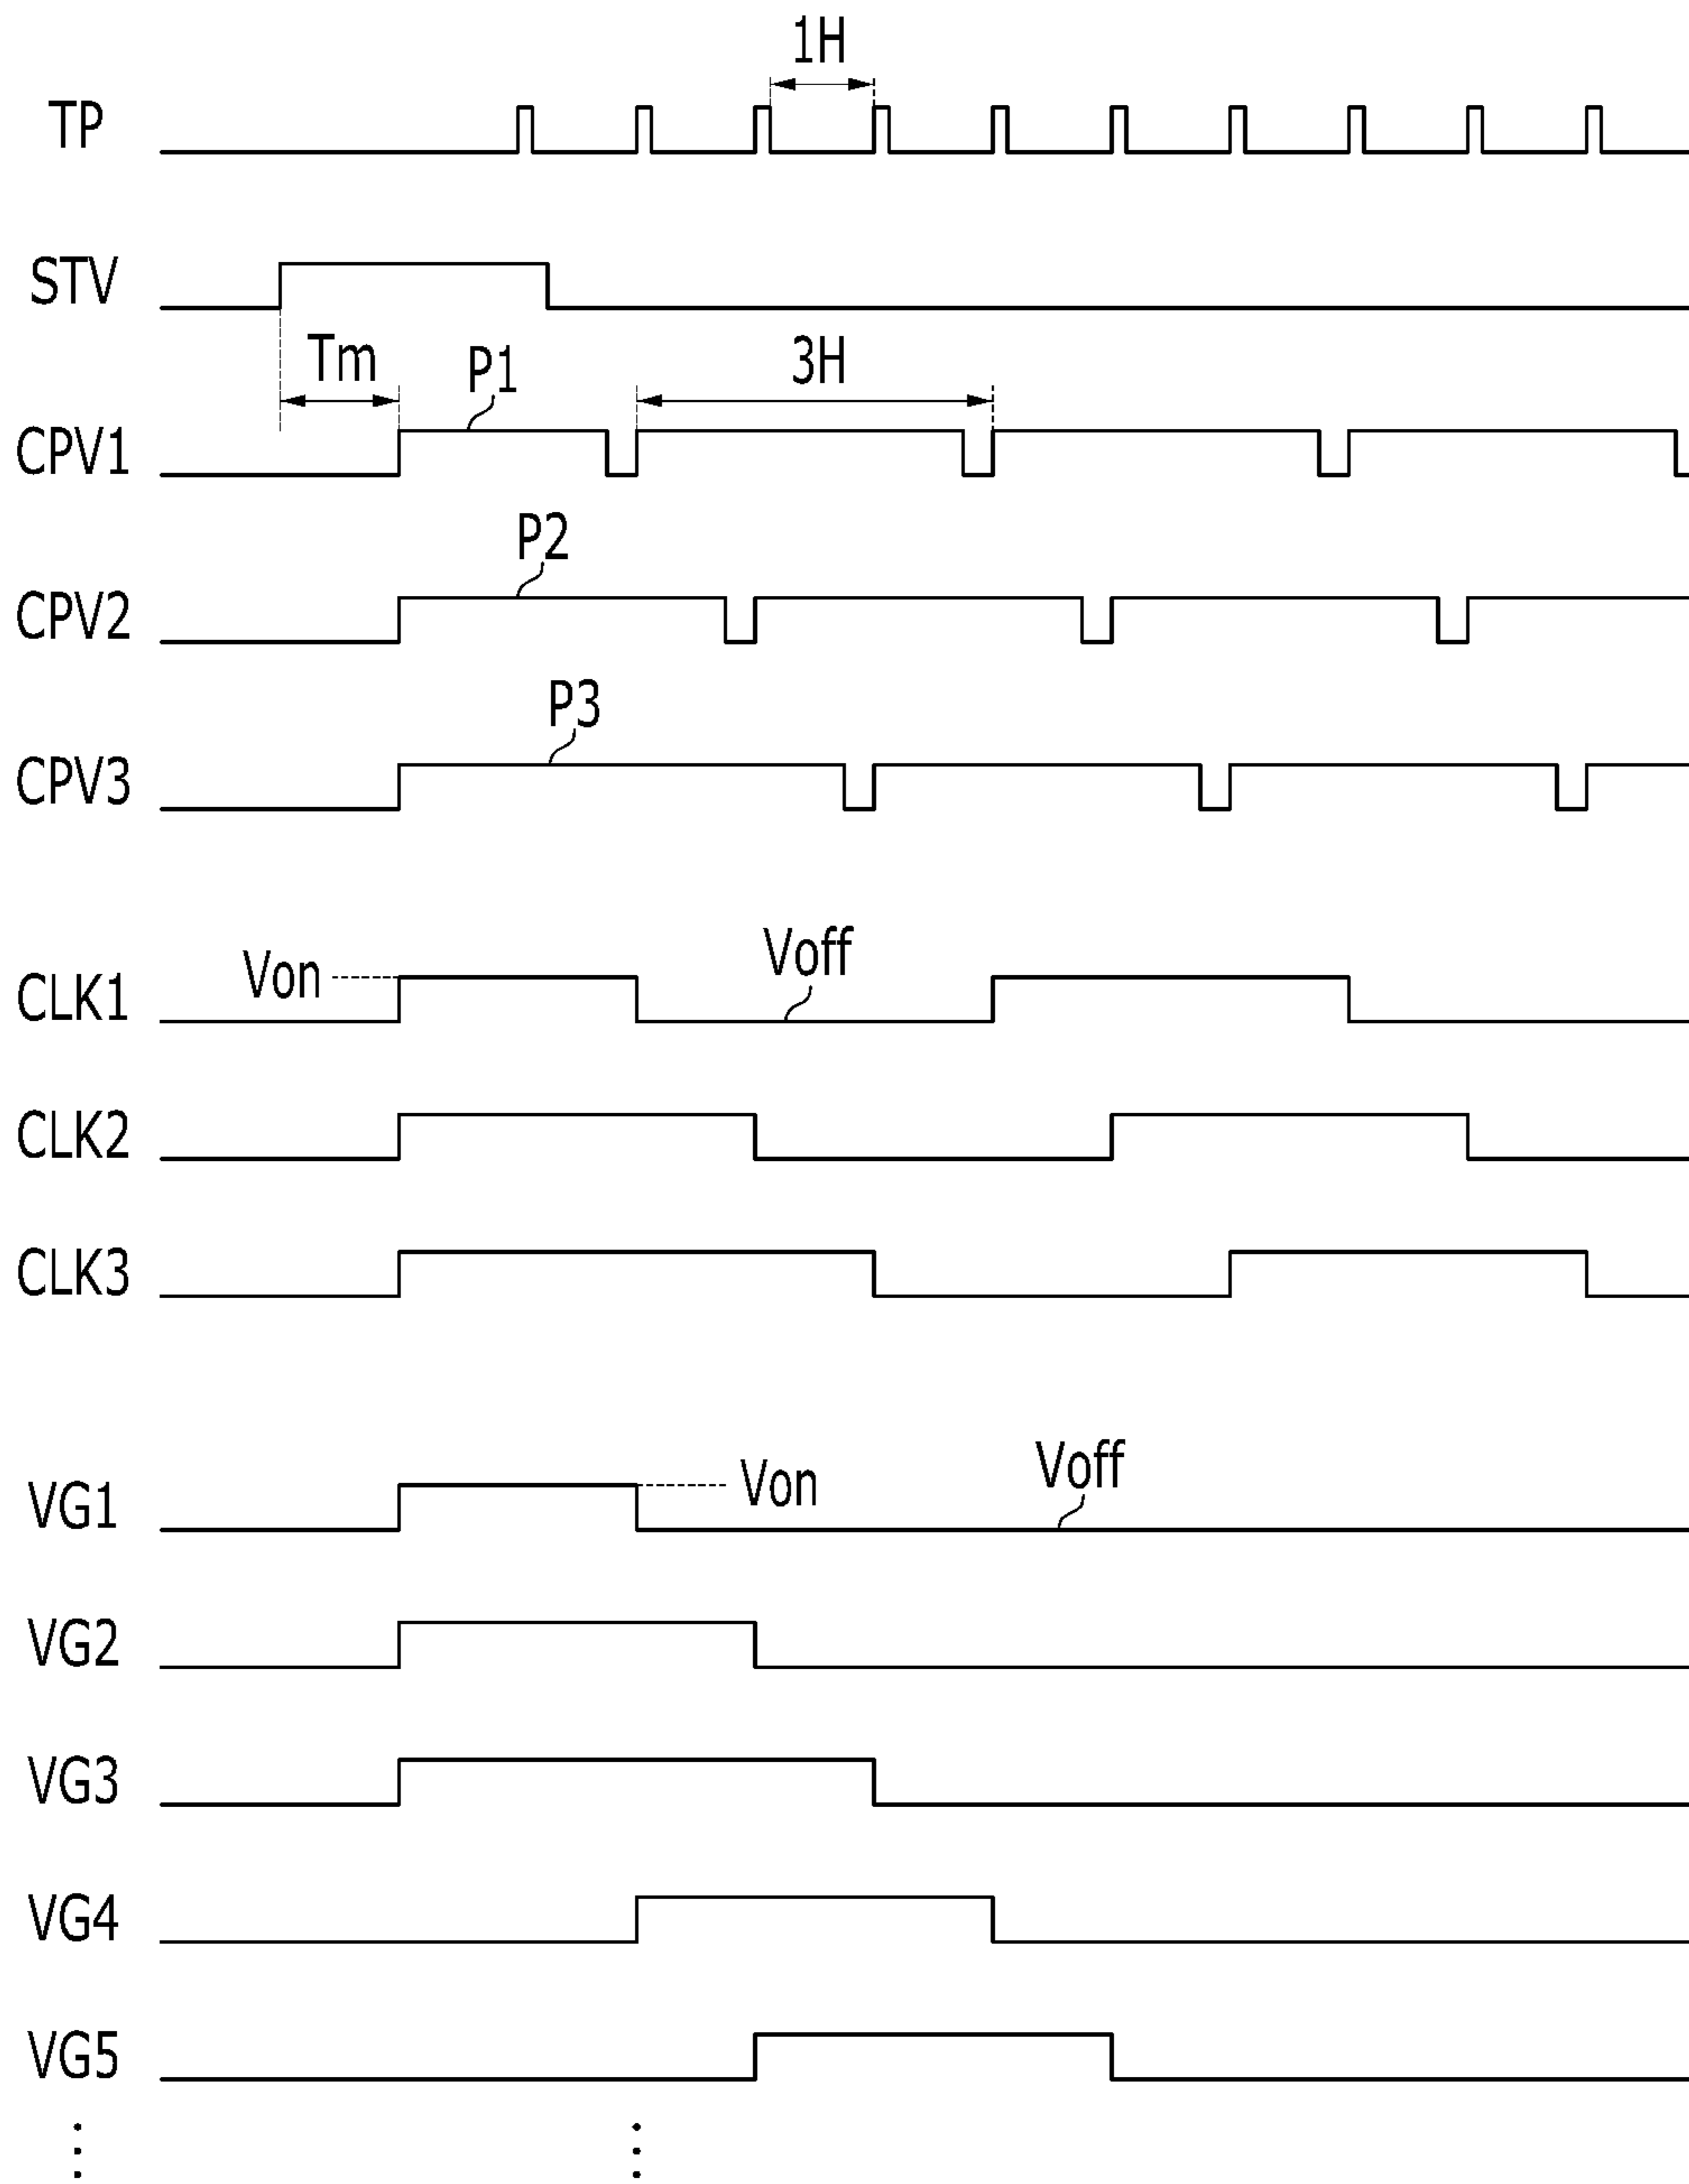 1H
TP
STV
Tm
P1
3H
CPV1
P2
CPV2
P3
CPV3
Von
Voff
CLK1
CLK2
CLK3
VG1
Von
Voff
VG2
VG3
VG4
VG5